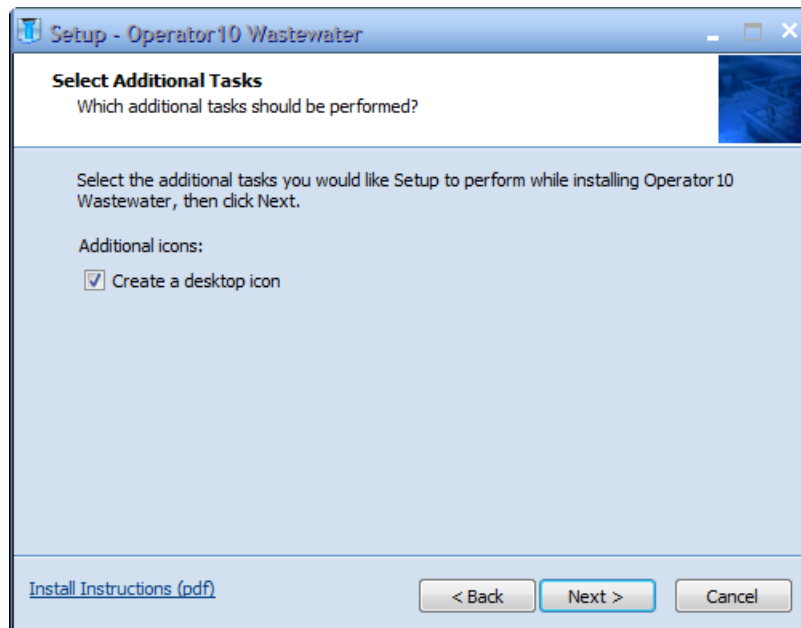 Setup - Operator10 Wastewater
Select Additional Tasks
Which additional tasks should be performed?
Select the additional tasks you would like Setup to perform while installing Operator10
Wastewater, then click Next.
Additional icons:
Create a desktop icon
Install Instructions (pdf)
< Back
Next >
Cancel